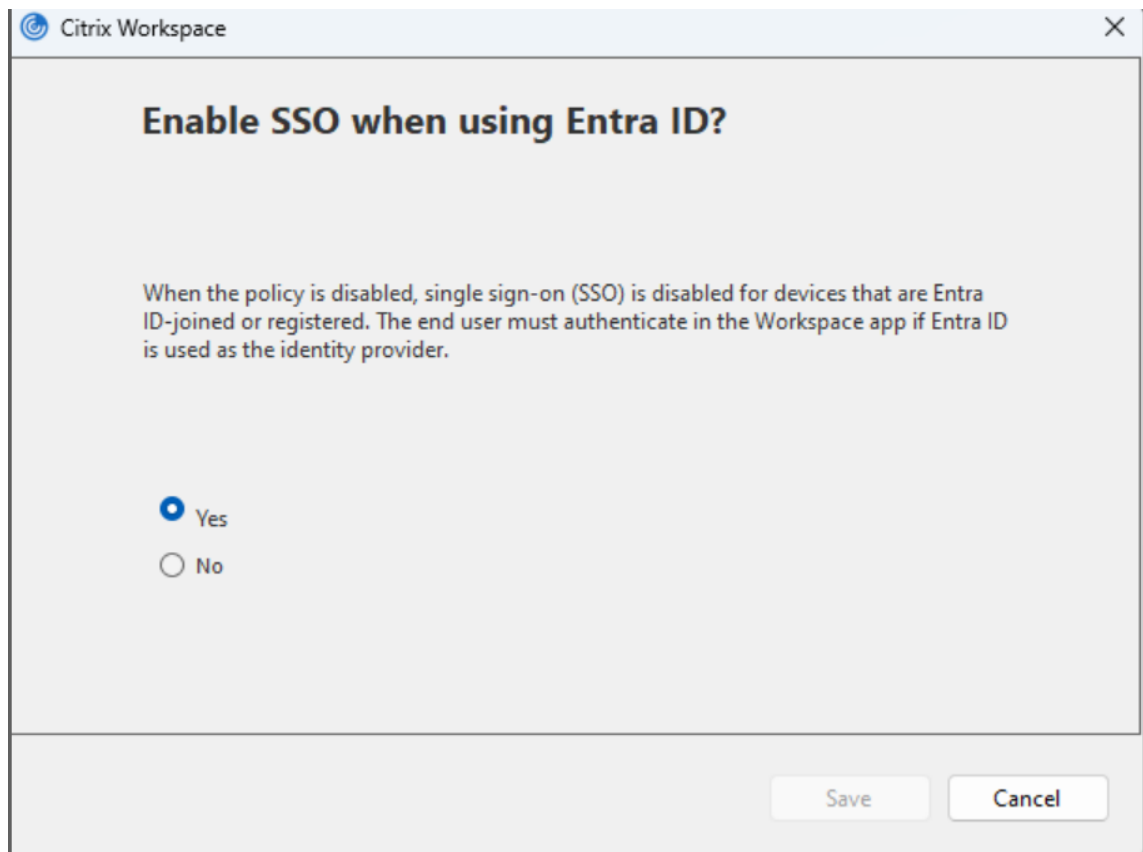 Citrix Workspace
Enable SSO when using Entra ID?
When the policy is disabled, single sign-on (SSO) is disabled for devices that are Entra
ID-joined or registered. The end user must authenticate in the Workspace app if Entra ID
is used as the identity provider.
Yes
No
Save
Cancel